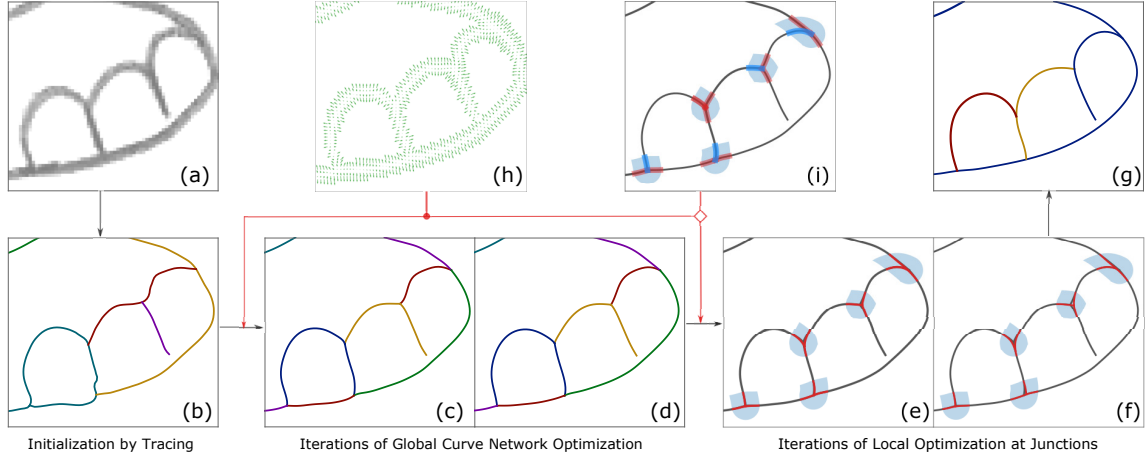 (a)
(h)
(i)
(g)
(b)
(c)
(d)
(e)
(f)
Initialization by Tracing
Iterations of Global Curve Network Optimization
Iterations of Local Optimization at Junctions